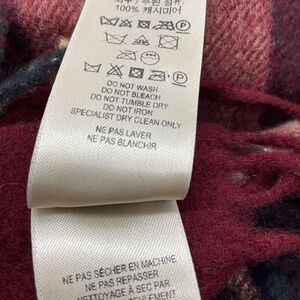 100% 캐시미어
DO NOT WASH
DO NOT BLEACH
DO NOT TUMBLE DRY
DO NOT IRON
SPECIALIST DRY CLEAN ONLY
NE PAS LAVER
NE PAS BLANCHIR
NE PAS SÉCHER EN MACHINE
NE PAS REPASSER
NETTOYAGE À SEC PAR